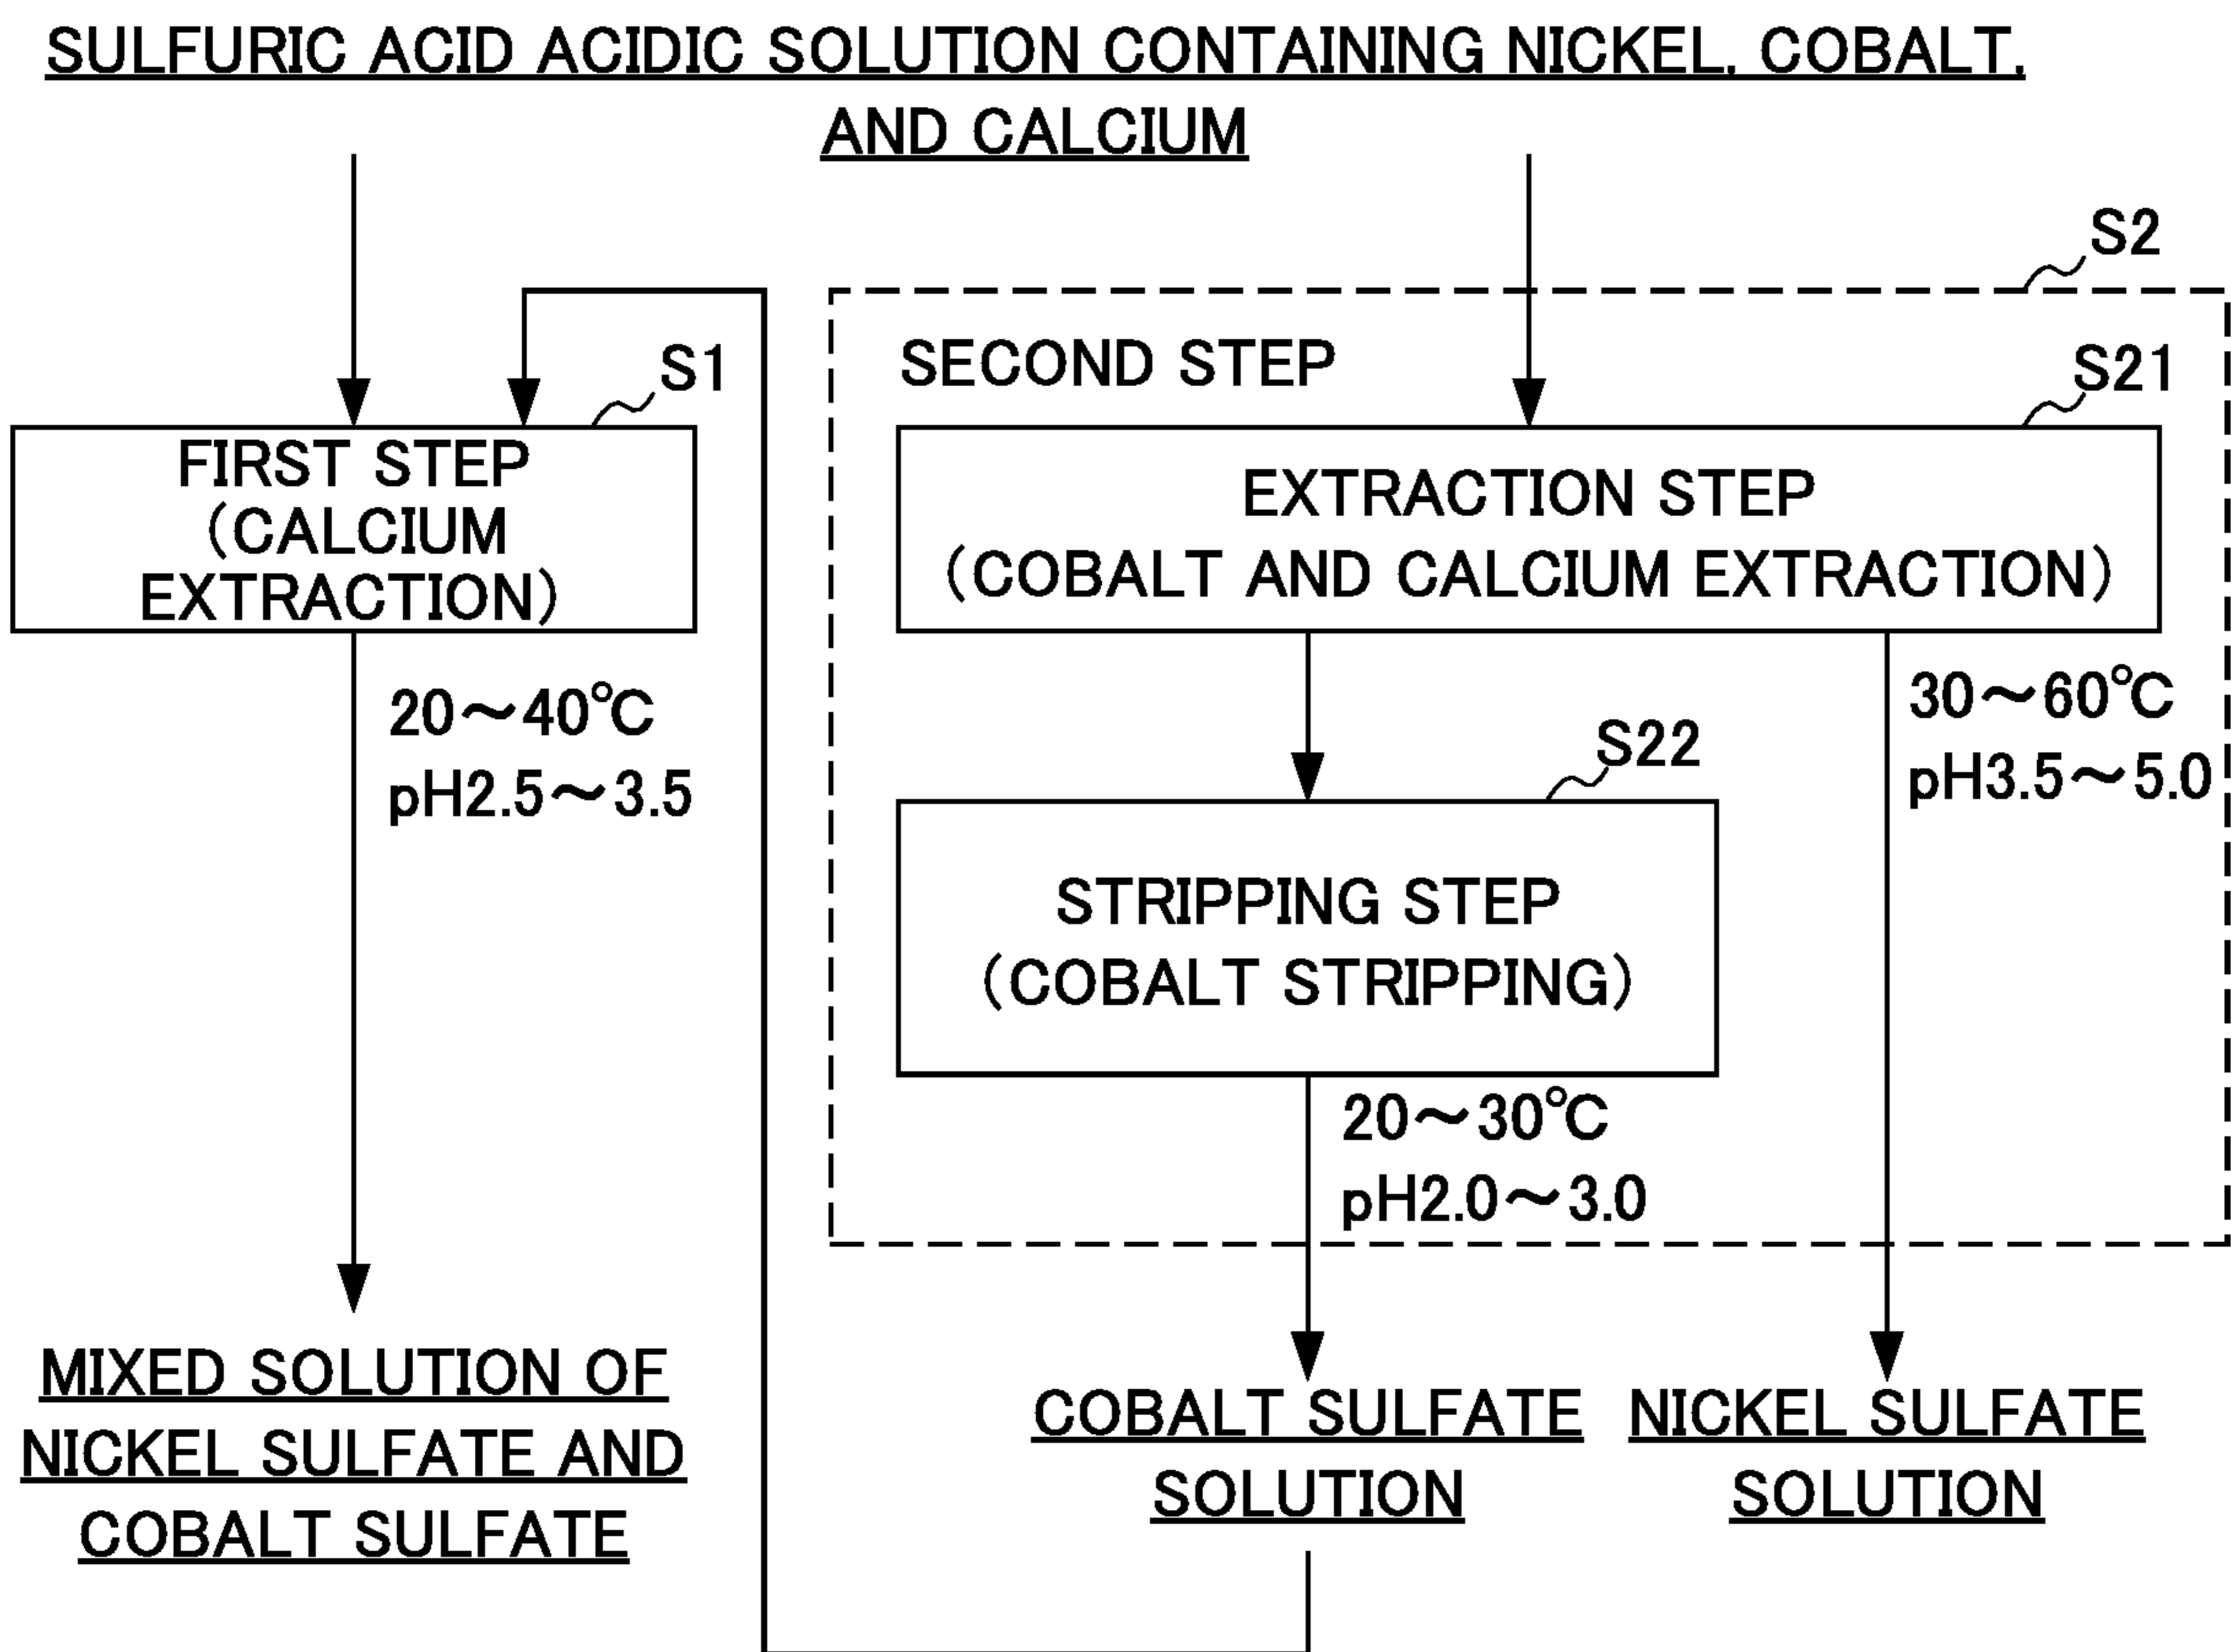 SULFURIC ACID ACIDIC SOLUTION CONTAINING NICKEL, COBALT,
AND CALCIUM
S2
SECOND STEP
S1
S21
FIRST STEP
(CALCIUM
EXTRACTION)
EXTRACTION STEP
(COBALT AND CALCIUM EXTRACTION)
20～40℃
pH2.5～3.5
30～60℃
pH3.5～5.0
S22
STRIPPING STEP
(COBALT STRIPPING)
20～30℃
pH2.0～3.0
MIXED SOLUTION OF
NICKEL SULFATE AND
COBALT SULFATE
COBALT SULFATE
SOLUTION
NICKEL SULFATE
SOLUTION